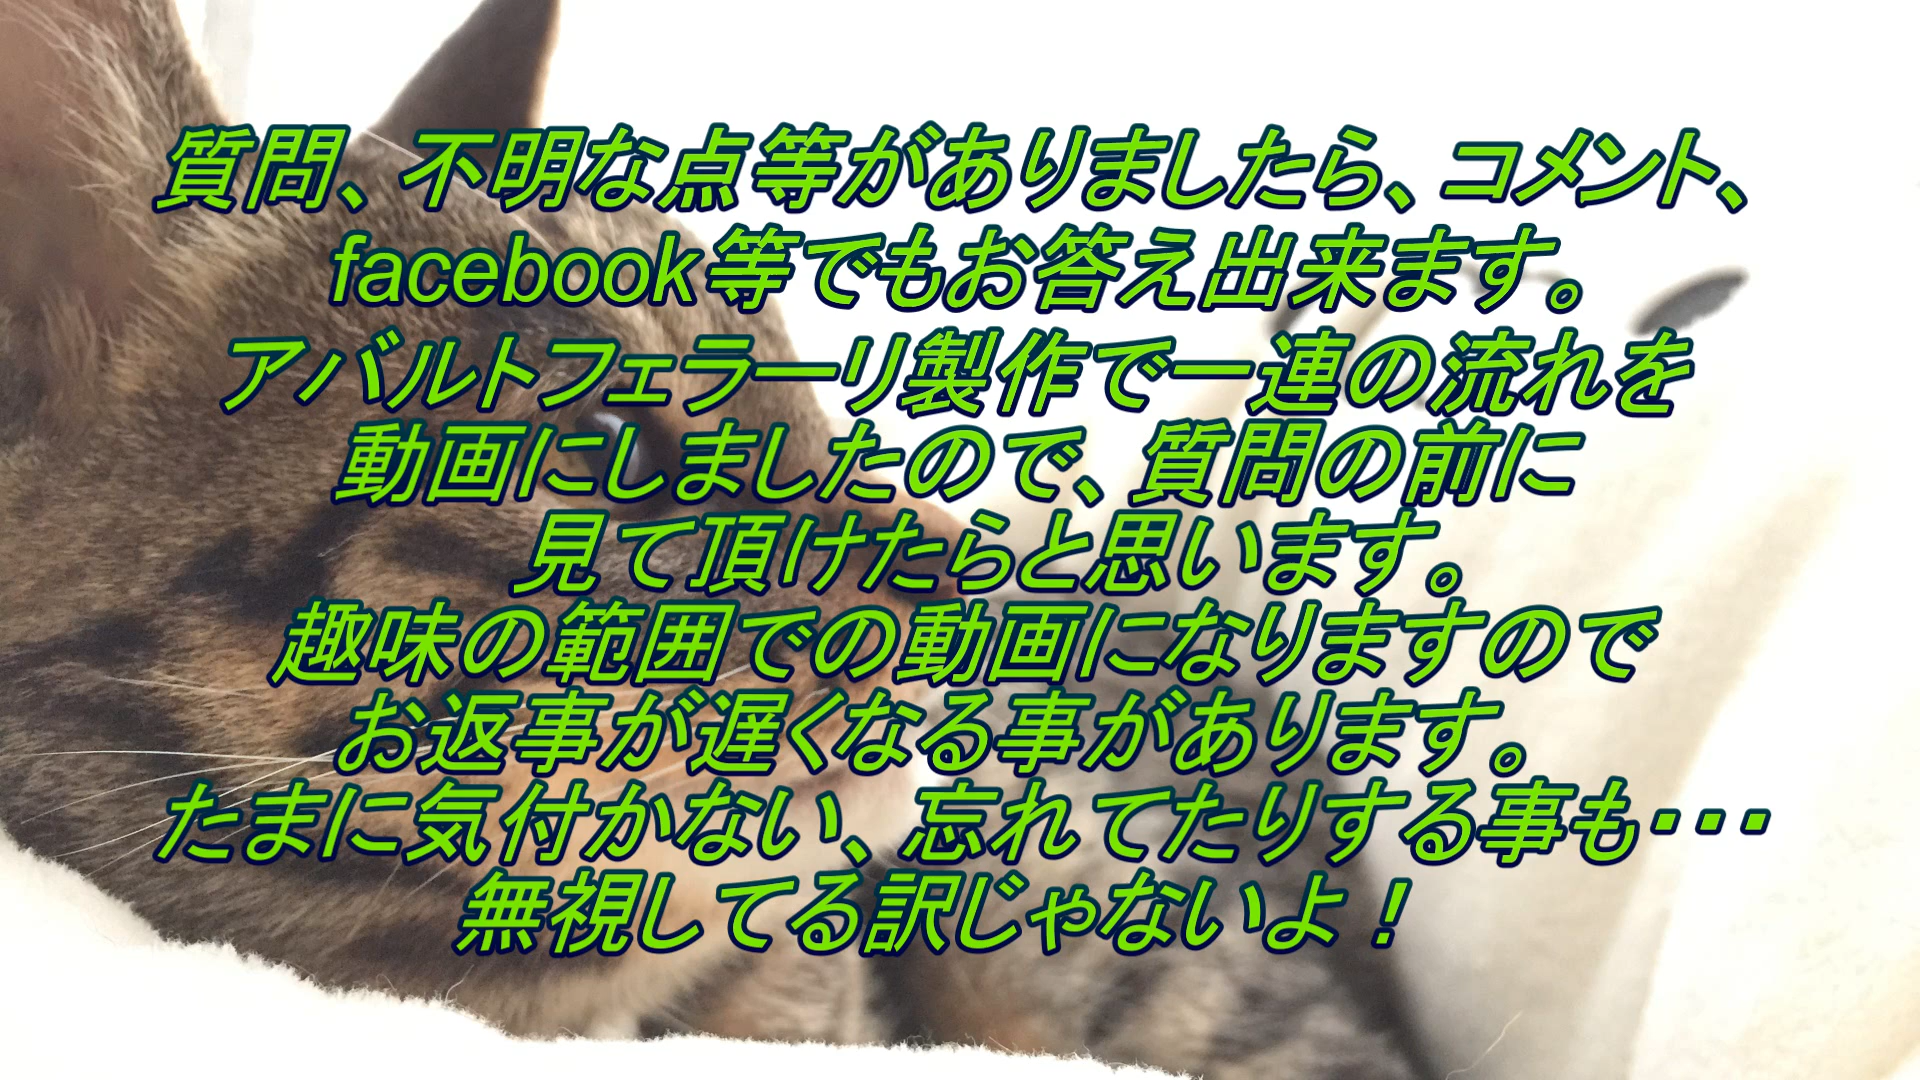 質問、不明な点等がありましたら、コメント、
facebook等でもお答え出来ます。
アバルトフェラーリ製作で一連の流れを
動画にしましたので、質問の前に
見て頂けたらと思います。
趣味の範囲での動画になりますので
お返事が遅くなる事があります。
たまに気付かない、忘れてたりする事も・・・
無視してる訳じゃないよ！